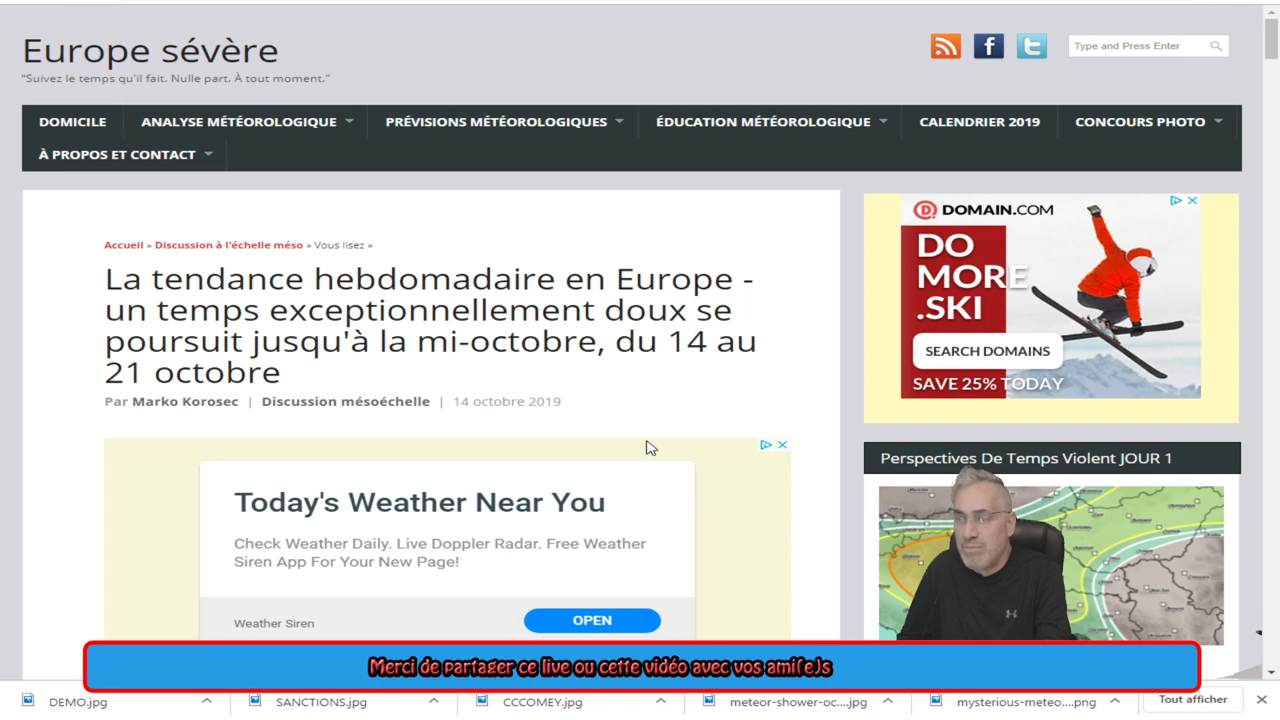 Europe sévère
"Suivez le temps qu'il fait. Nulle part. À tout moment."
Type and Press Enter
DOMICILE
ANALYSE MÉTÉOROLOGIQUE
PRÉVISIONS MÉTÉOROLOGIQUES
ÉDUCATION MÉTÉOROLOGIQUE
CALENDRIER 2019
CONCOURS PHOTO
À PROPOS ET CONTACT
Accueil » Discussion à l'échelle méso » Vous lisez »
La tendance hebdomadaire en Europe -
un temps exceptionnellement doux se
poursuit jusqu'à la mi-octobre, du 14 au
21 octobre
Par Marko Korosec | Discussion mésoéchelle | 14 octobre 2019
Today's Weather Near You
Check Weather Daily. Live Doppler Radar. Free Weather
Siren App For Your New Page!
Weather Siren
OPEN
DOMAIN.COM
DO
MORE
.SKI
SEARCH DOMAINS
SAVE 25% TODAY
Perspectives De Temps Violent JOUR 1
Merci de partager ce live ou cette vidéo avec vos ami(e)s
DEMO.jpg
SANCTIONS.jpg
CCCOMEY.jpg
meteor-shower-oc....jpg
mysterious-meteo....png
Tout afficher